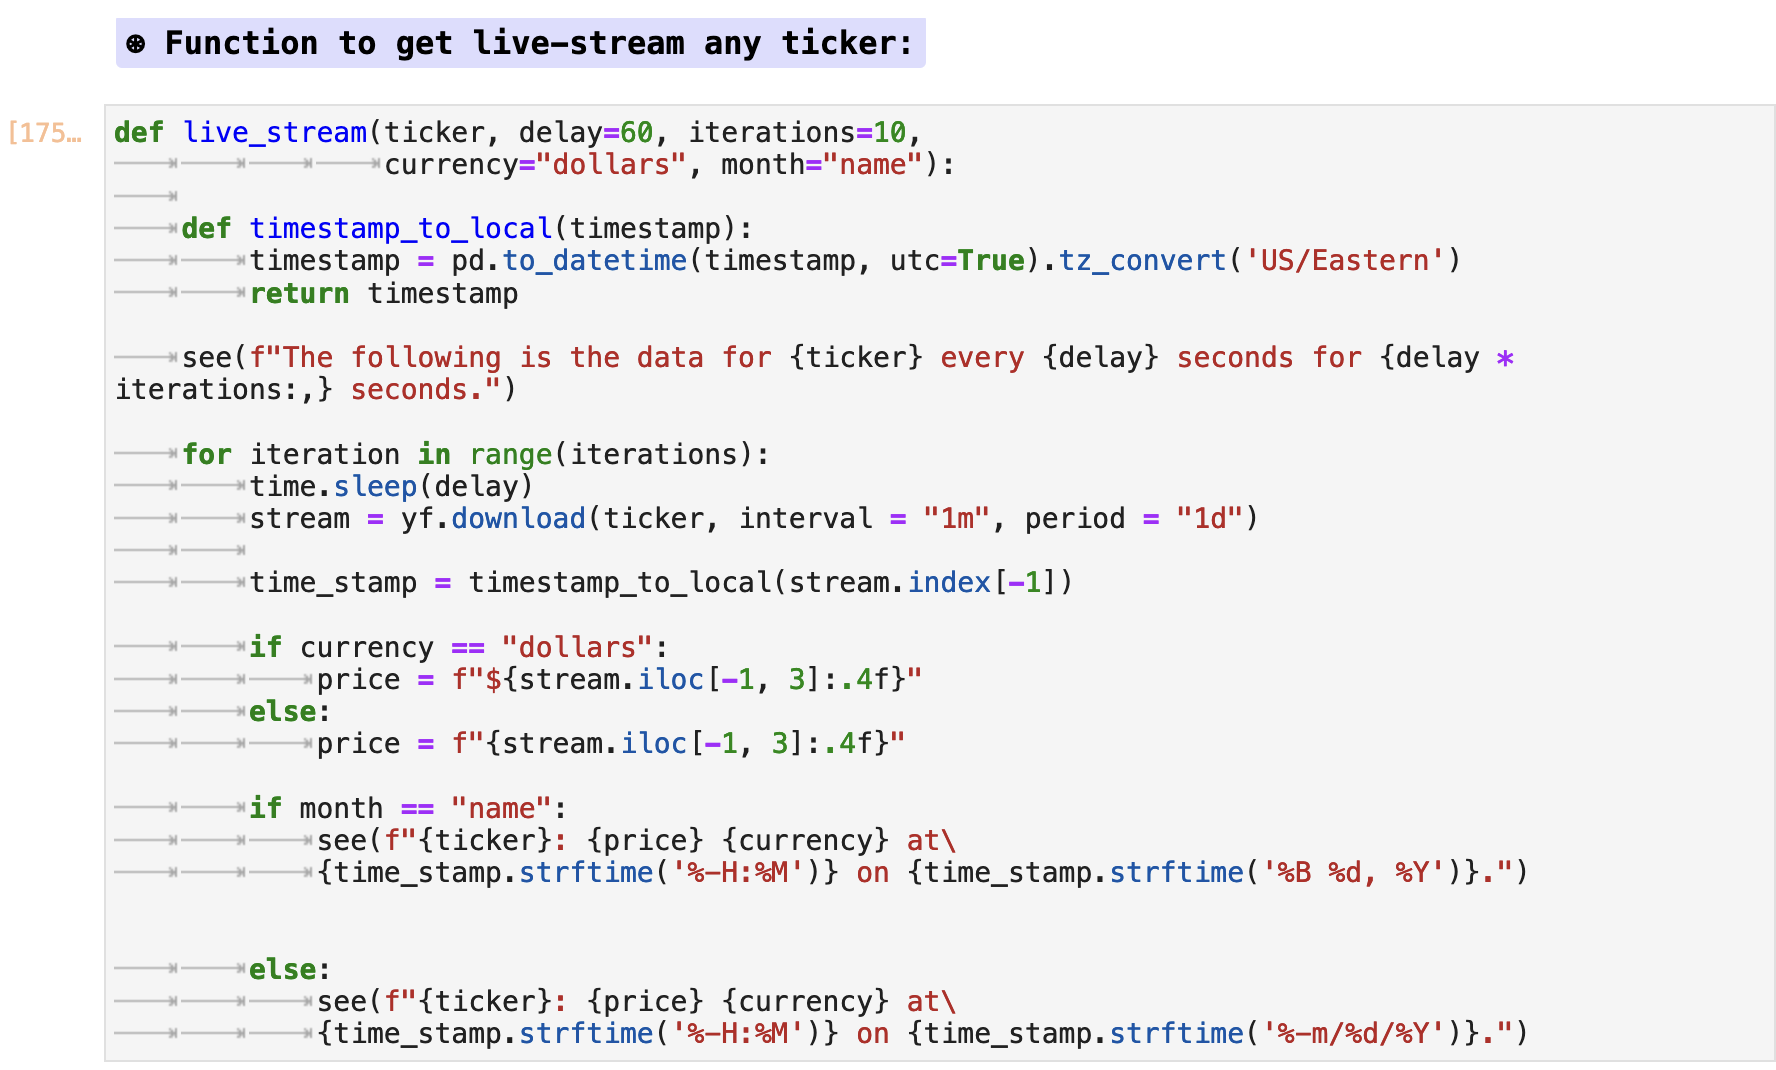 ⊛ Function to get live-stream any ticker:
[175…
def live_stream(ticker, delay=60, iterations=10,
				currency="dollars", month="name"):
	def timestamp_to_local(timestamp):
		timestamp = pd.to_datetime(timestamp, utc=True).tz_convert('US/Eastern')
		return timestamp
	see(f"The following is the data for {ticker} every {delay} seconds for {delay *
iterations:,} seconds.")
	for iteration in range(iterations):
		time.sleep(delay)
		stream = yf.download(ticker, interval = "1m", period = "1d")
		time_stamp = timestamp_to_local(stream.index[-1])
		if currency == "dollars":
			price = f"${stream.iloc[-1, 3]:.4f}"
		else:
			price = f"{stream.iloc[-1, 3]:.4f}"
		if month == "name":
			see(f"{ticker}: {price} {currency} at\
			{time_stamp.strftime('%-H:%M')} on {time_stamp.strftime('%B %d, %Y')}.")
		else:
			see(f"{ticker}: {price} {currency} at\
			{time_stamp.strftime('%-H:%M')} on {time_stamp.strftime('%-m/%d/%Y')}.")